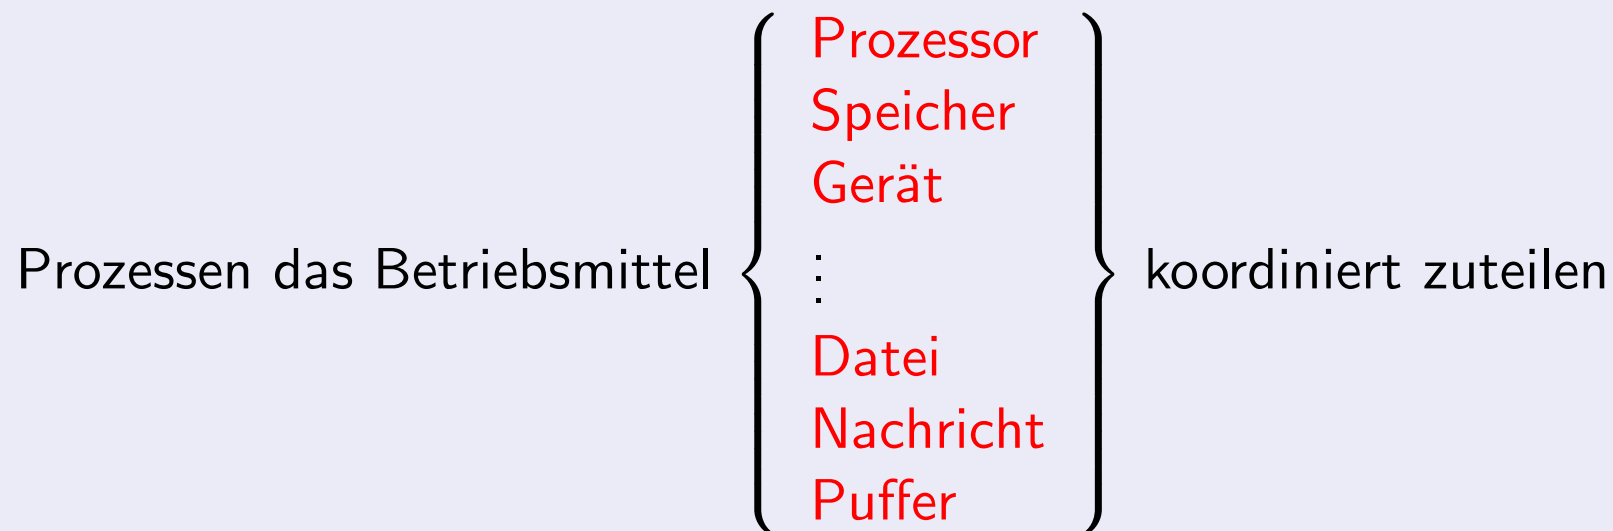 Prozessor
Speicher
Gerät
Prozessen das Betriebsmittel { ⋮ } koordiniert zuteilen
Datei
Nachricht
Puffer